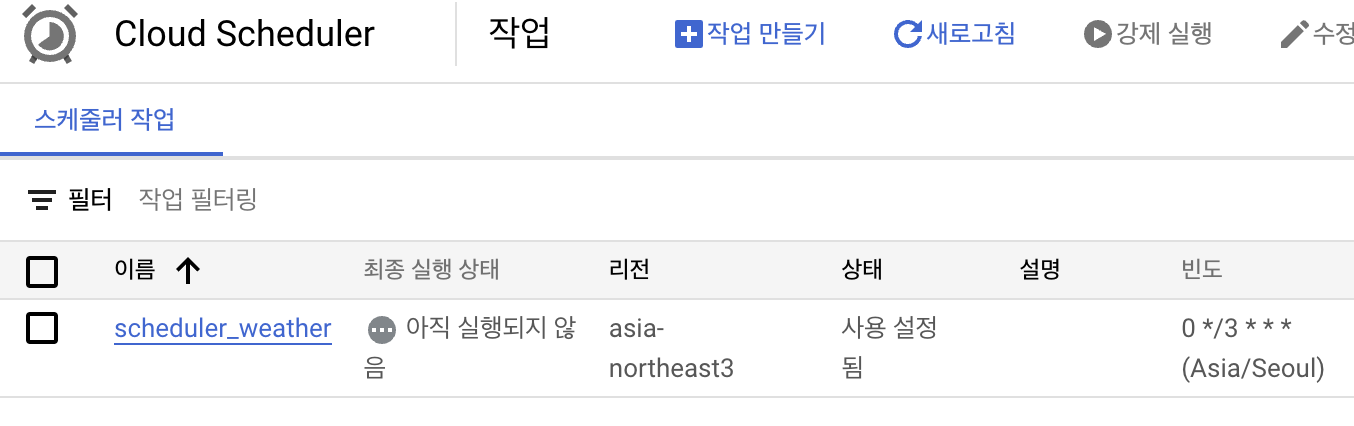 Cloud Scheduler 작업 작업 만들기 새로고침 강제 실행 수정
스케줄러 작업
필터 작업 필터링
이름 최종 실행 상태 리전 상태 설명 빈도
scheduler_weather 아직 실행되지 않 asia- 사용 설정 0 */3 * * *
음 northeast3 됨 (Asia/Seoul)